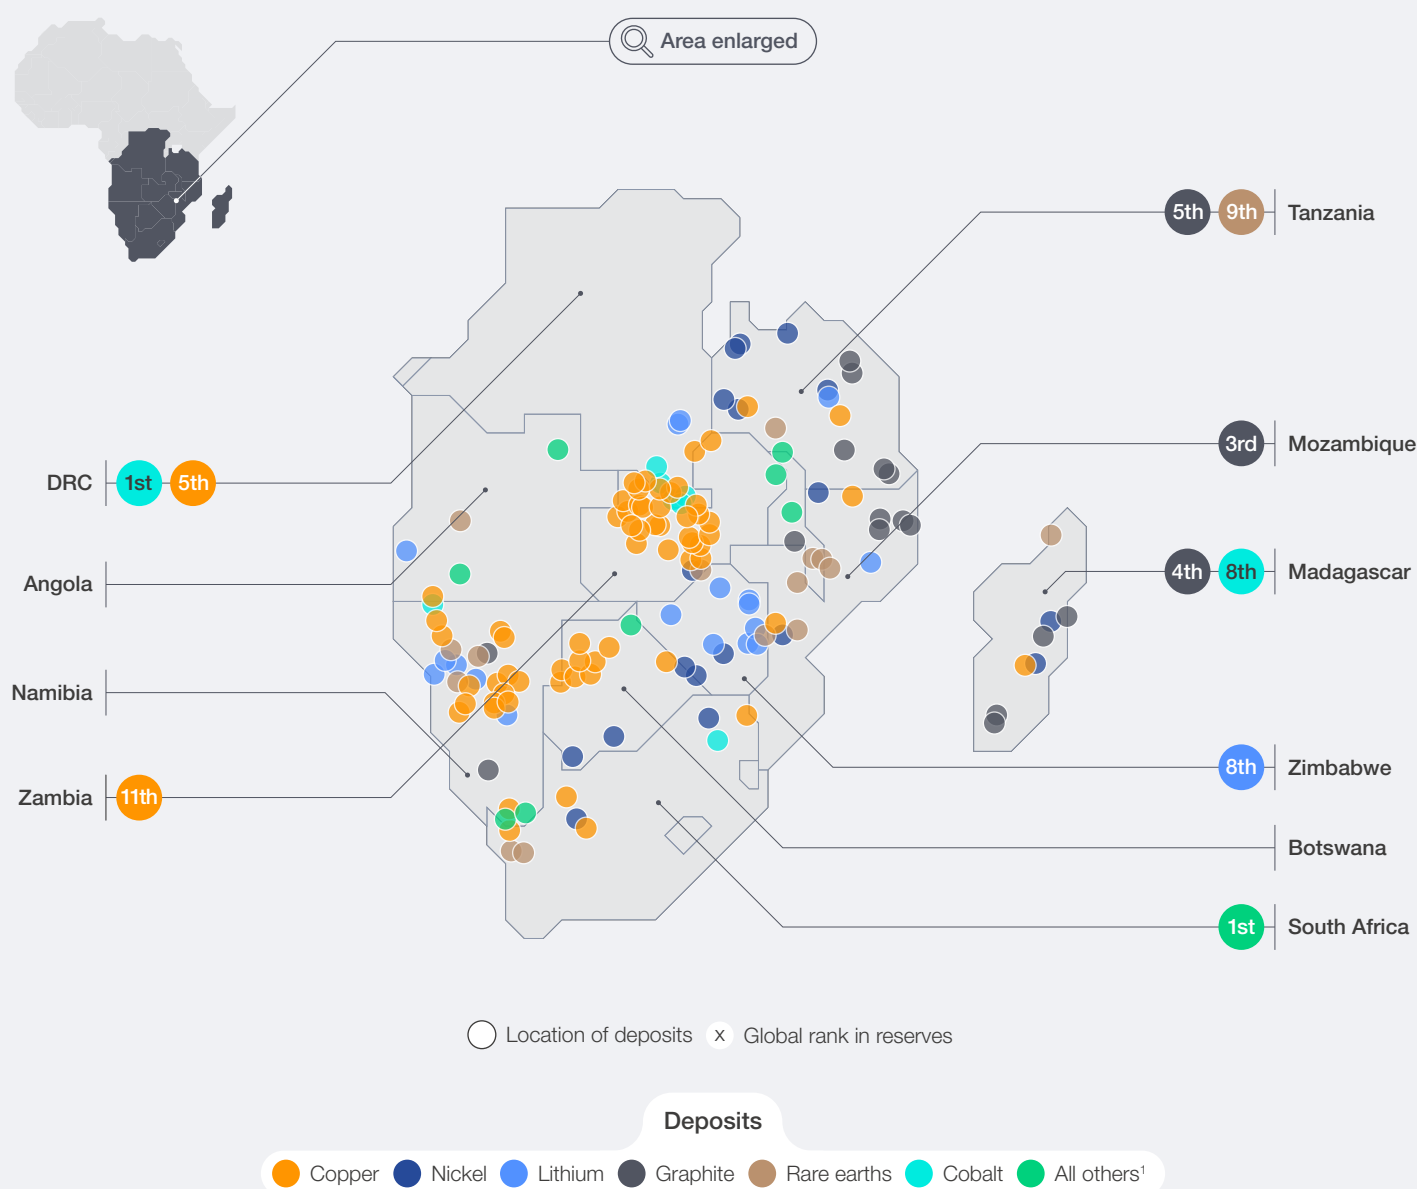 Area enlarged
5th 9th Tanzania
3rd Mozambique
DRC 1st 5th
4th 8th Madagascar
Angola
Namibia
8th Zimbabwe
Zambia 11th
Botswana
1st South Africa
Location of deposits x Global rank in reserves
Deposits
Copper Nickel Lithium Graphite Rare earths Cobalt All others¹